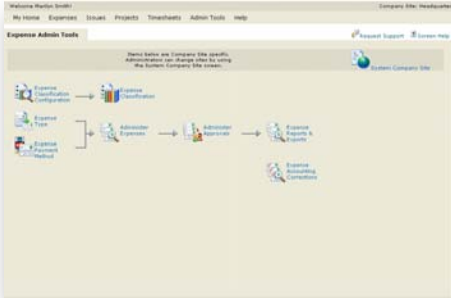 Welcome Marilyn Smith!
Company Site: Headquarters
My Home Expenses Issues Projects Timesheets Admin Tools Help
Expense Admin Tools
Request Support Screen Help
Items below are Company Site specific.
Administrators can change sites by using
the System Company Site screen.
System Company Site
Expense
Classification
Configuration
Expense
Classification
Expense
Type
Administer
Expenses
Administer
Approvals
Expense
Reports &
Exports
Expense
Payment
Method
Expense
Accounting
Corrections